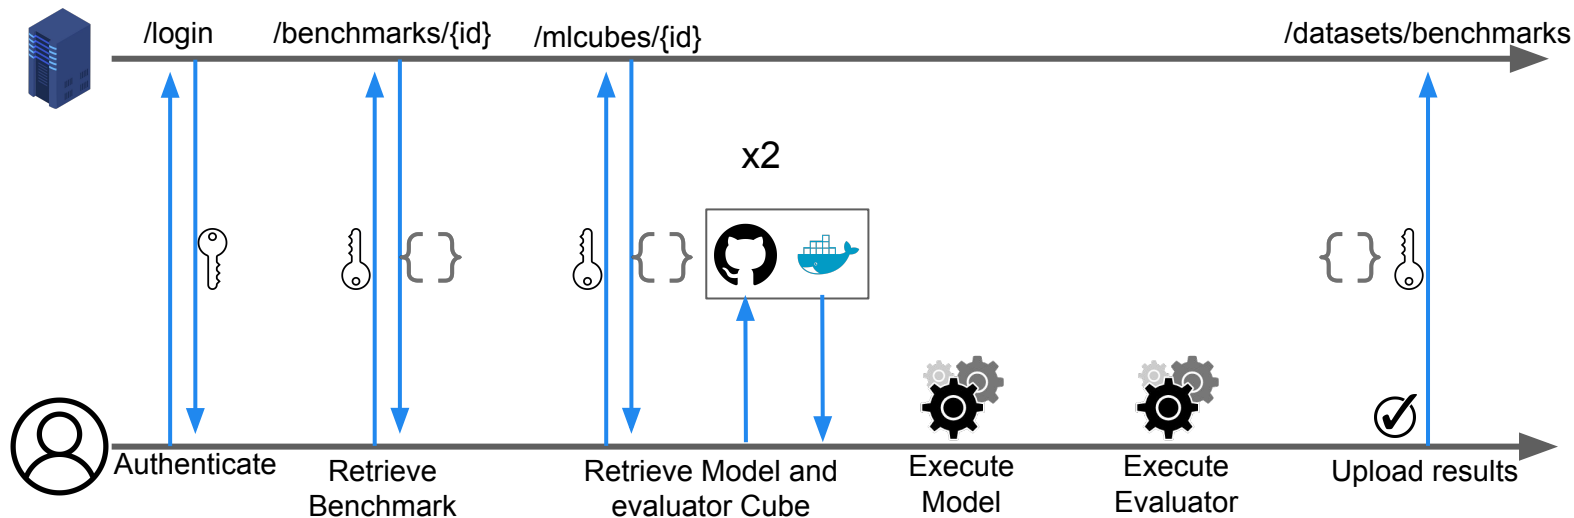 /login
/benchmarks/{id}
/mlcubes/{id}
/datasets/benchmarks
x2
{ }
{ }
{ }
Authenticate
Retrieve
Benchmark
Retrieve Model and
evaluator Cube
Execute
Model
Execute
Evaluator
Upload results